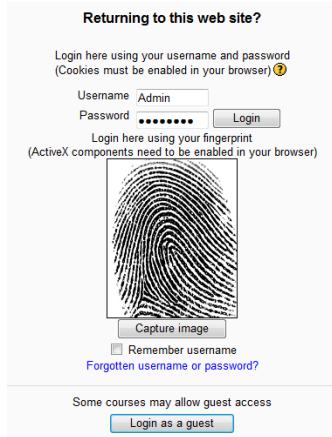 Returning to this web site?
Login here using your username and password
(Cookies must be enabled in your browser) ?
Username Admin
Password ●●●●●●●● Login
Login here using your fingerprint
(ActiveX components need to be enabled in your browser)
Capture image
Remember username
Forgotten username or password?
Some courses may allow guest access
Login as a guest